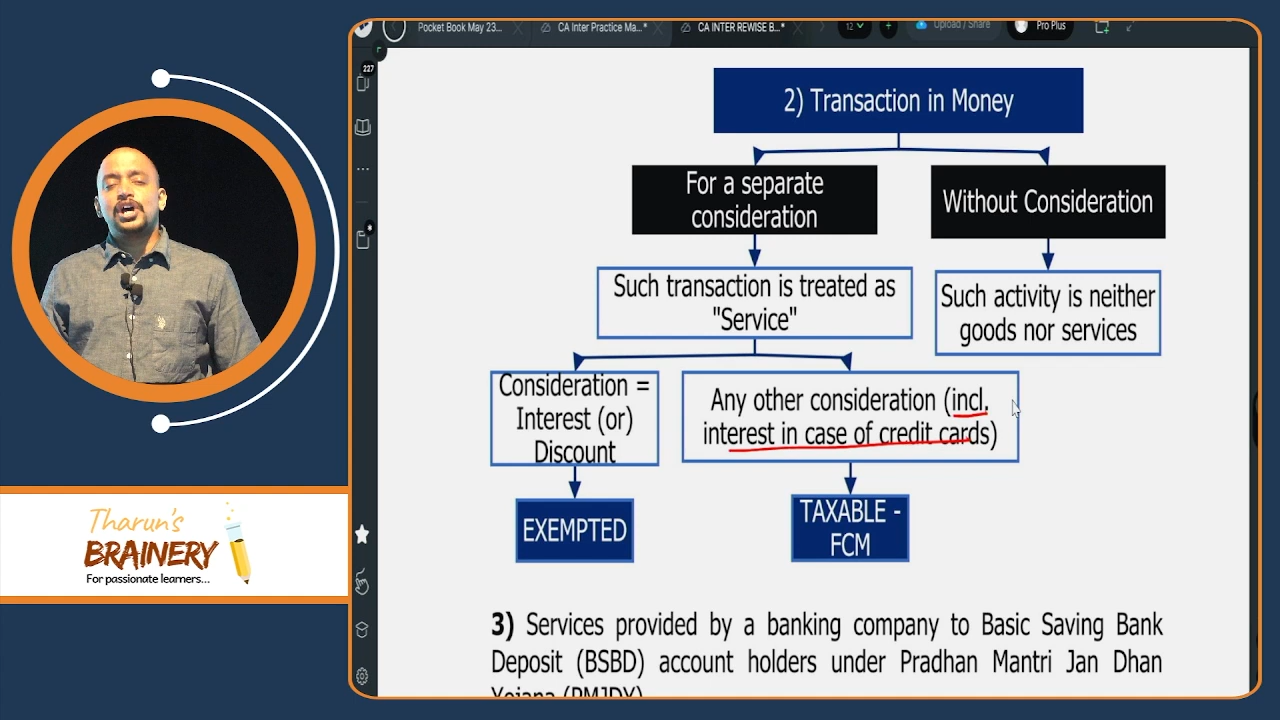 Pocket Book May 23...
CA Inter Practice Ma...*
CA INTER REWISE B...*
12
Upload / Share
Pro Plus
227
2) Transaction in Money
For a separate
consideration
Without Consideration
Such transaction is treated as
"Service"
Such activity is neither
goods nor services
Consideration =
Interest (or)
Discount
Any other consideration (incl.
interest in case of credit cards)
EXEMPTED
TAXABLE -
FCM
3) Services provided by a banking company to Basic Saving Bank
Deposit (BSBD) account holders under Pradhan Mantri Jan Dhan
Yojana (PMJDY)
Tharun's
BRAINERY
For passionate learners...